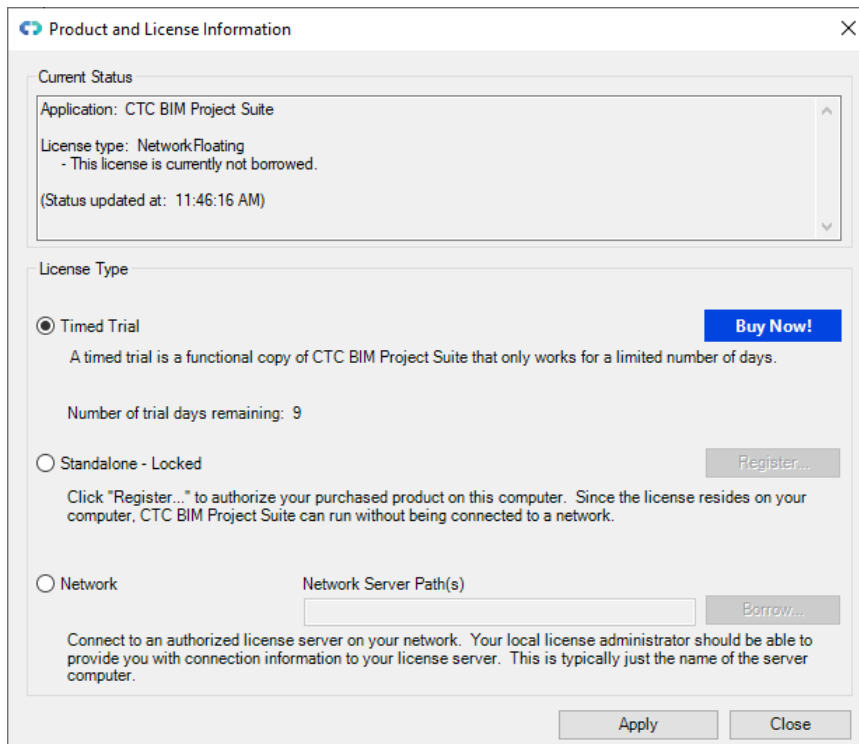 Product and License Information
Current Status
Application:  CTC BIM Project Suite
License type:  NetworkFloating
- This license is currently not borrowed.
(Status updated at:  11:46:16 AM)
License Type
Timed Trial
Buy Now!
A timed trial is a functional copy of CTC BIM Project Suite that only works for a limited number of days.
Number of trial days remaining:  9
Standalone - Locked
Register...
Click "Register..." to authorize your purchased product on this computer.  Since the license resides on your
computer, CTC BIM Project Suite can run without being connected to a network.
Network
Network Server Path(s)
Borrow...
Connect to an authorized license server on your network.  Your local license administrator should be able to
provide you with connection information to your license server.  This is typically just the name of the server
computer.
Apply
Close